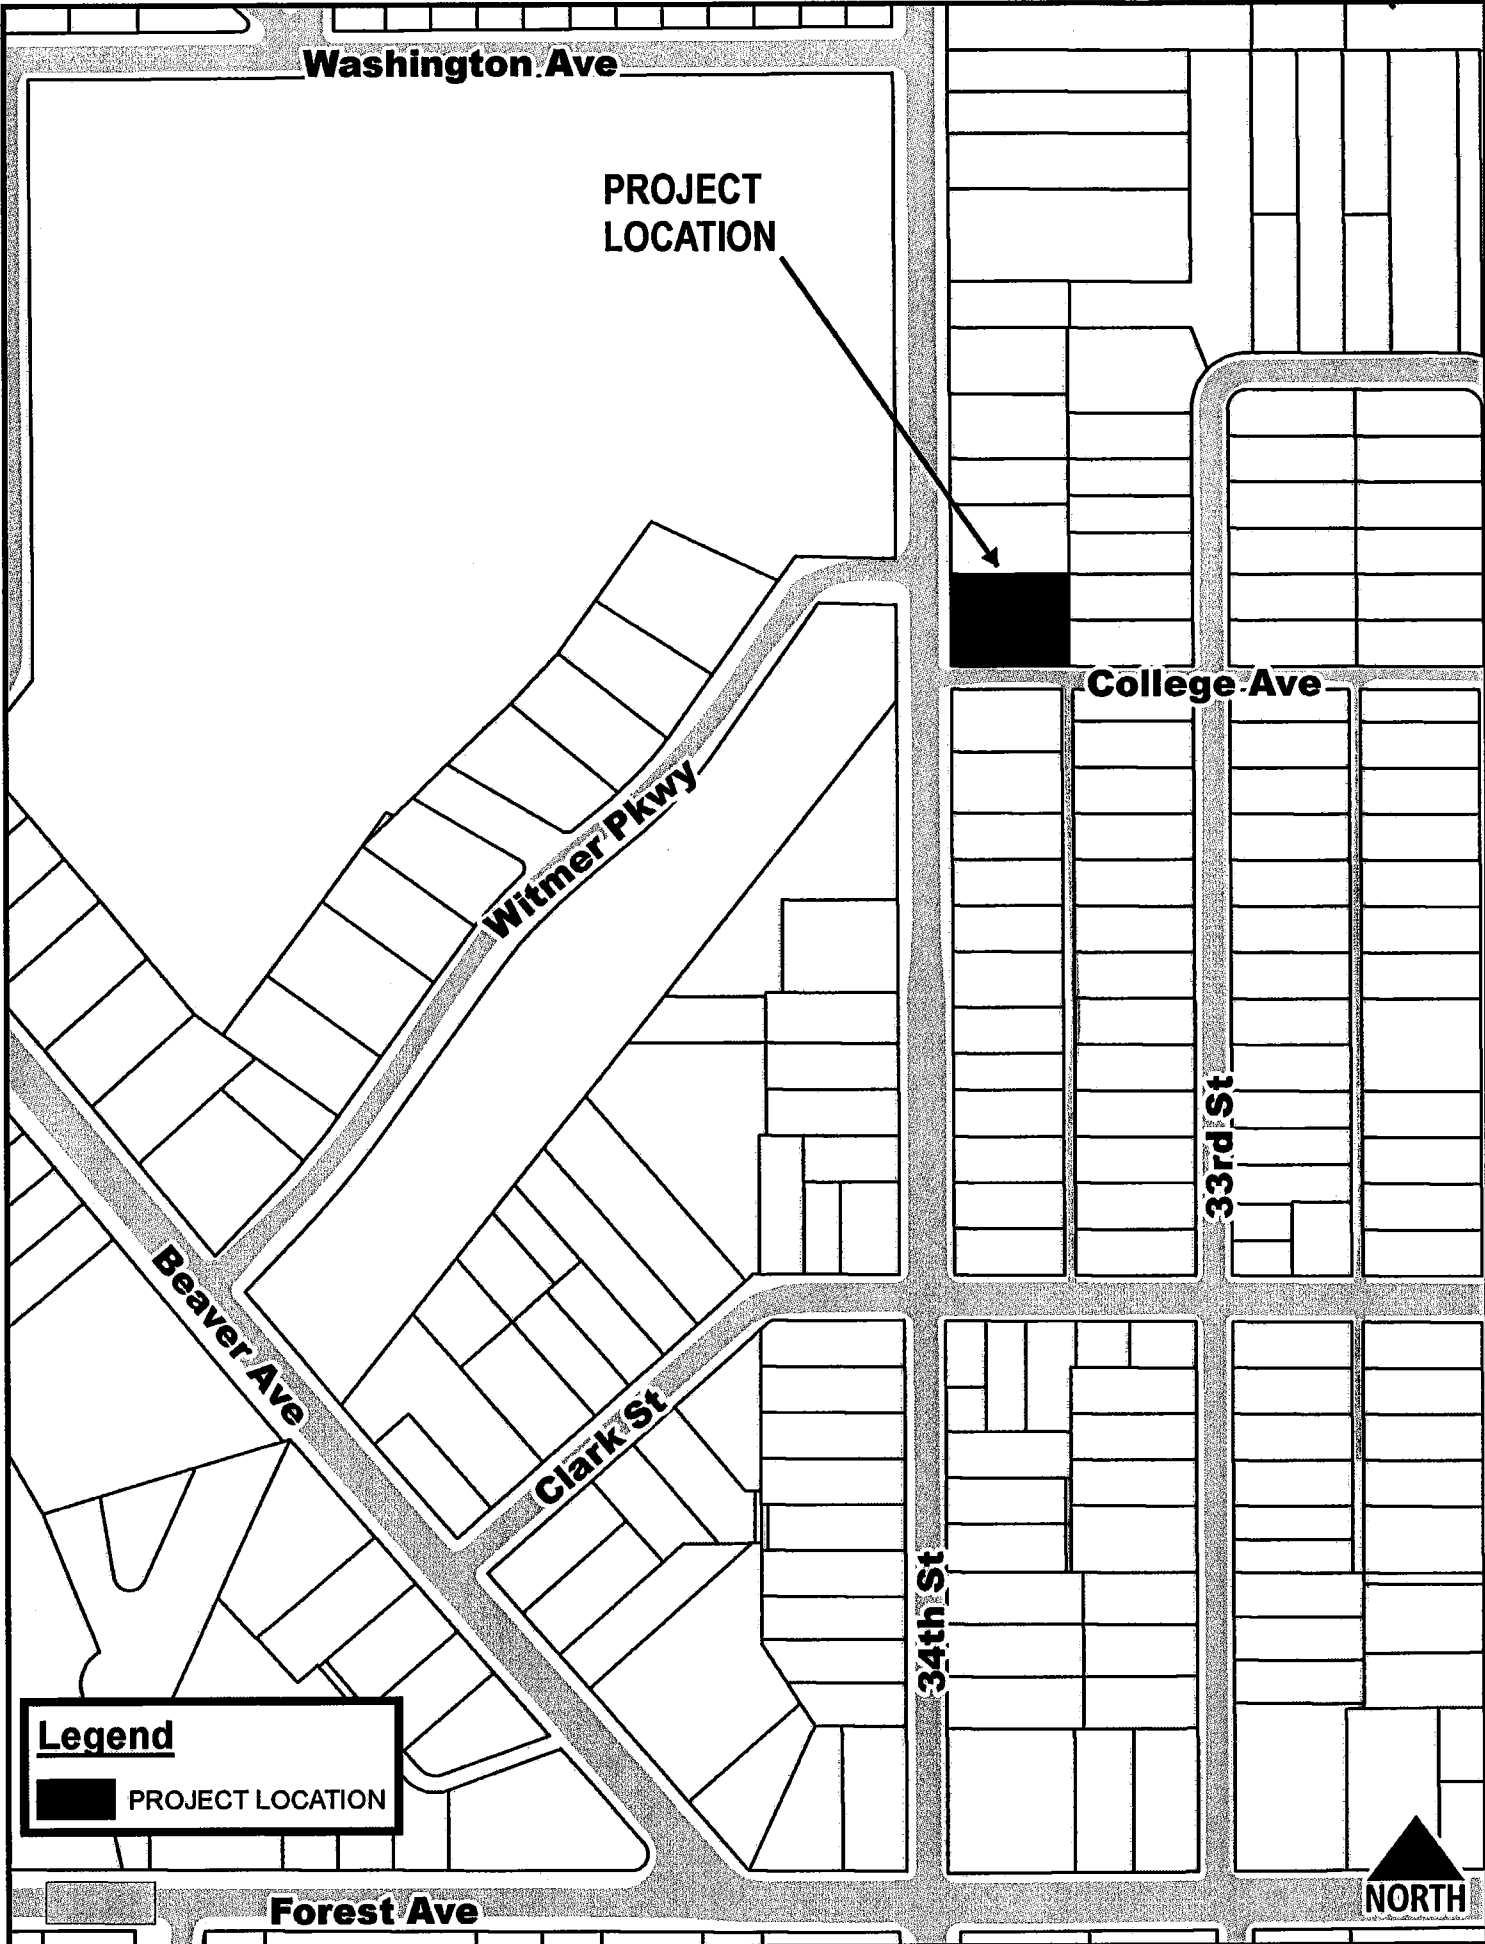 Washington Ave
PROJECT
LOCATION
College Ave
Witmer Pkwy
33rd St
Beaver Ave
Clark St
34th St
Legend
PROJECT LOCATION
NORTH
Forest Ave